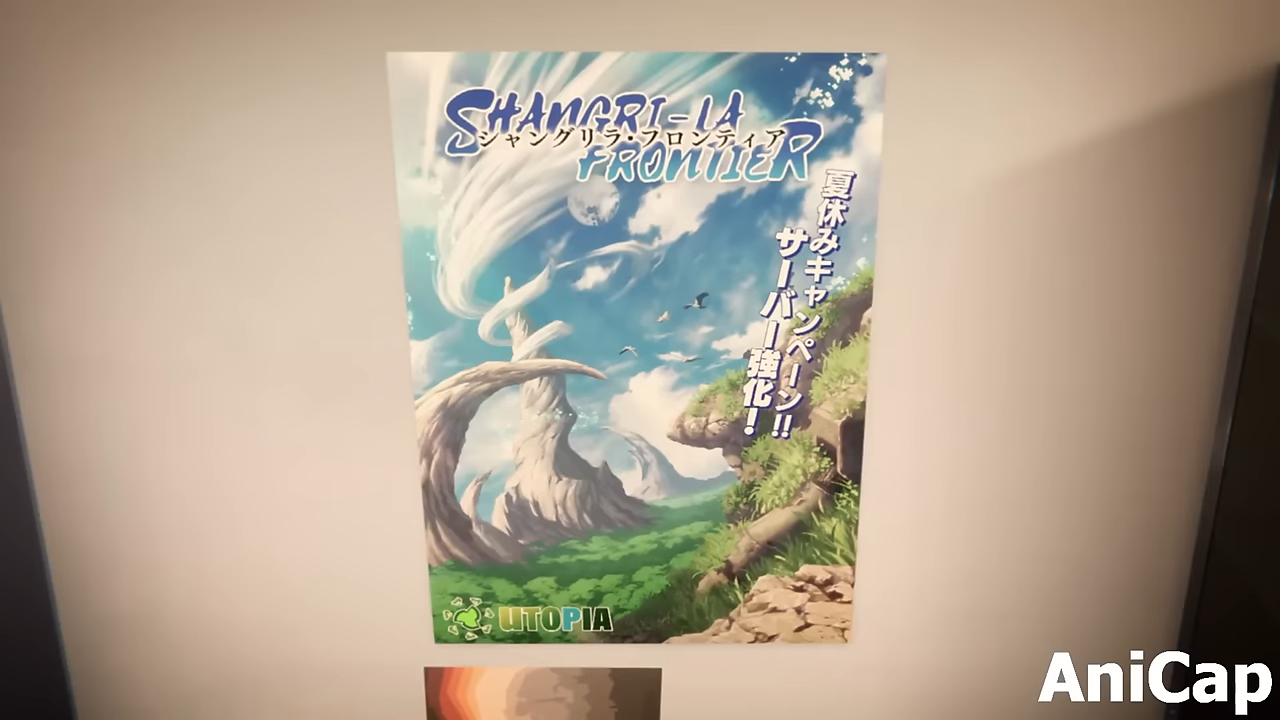 SHANGRI-LA
シャングリラ・フロンティア
FRONTIER
夏休みキャンペーン!!
サーバー強化!
UTOPIA
AniCap